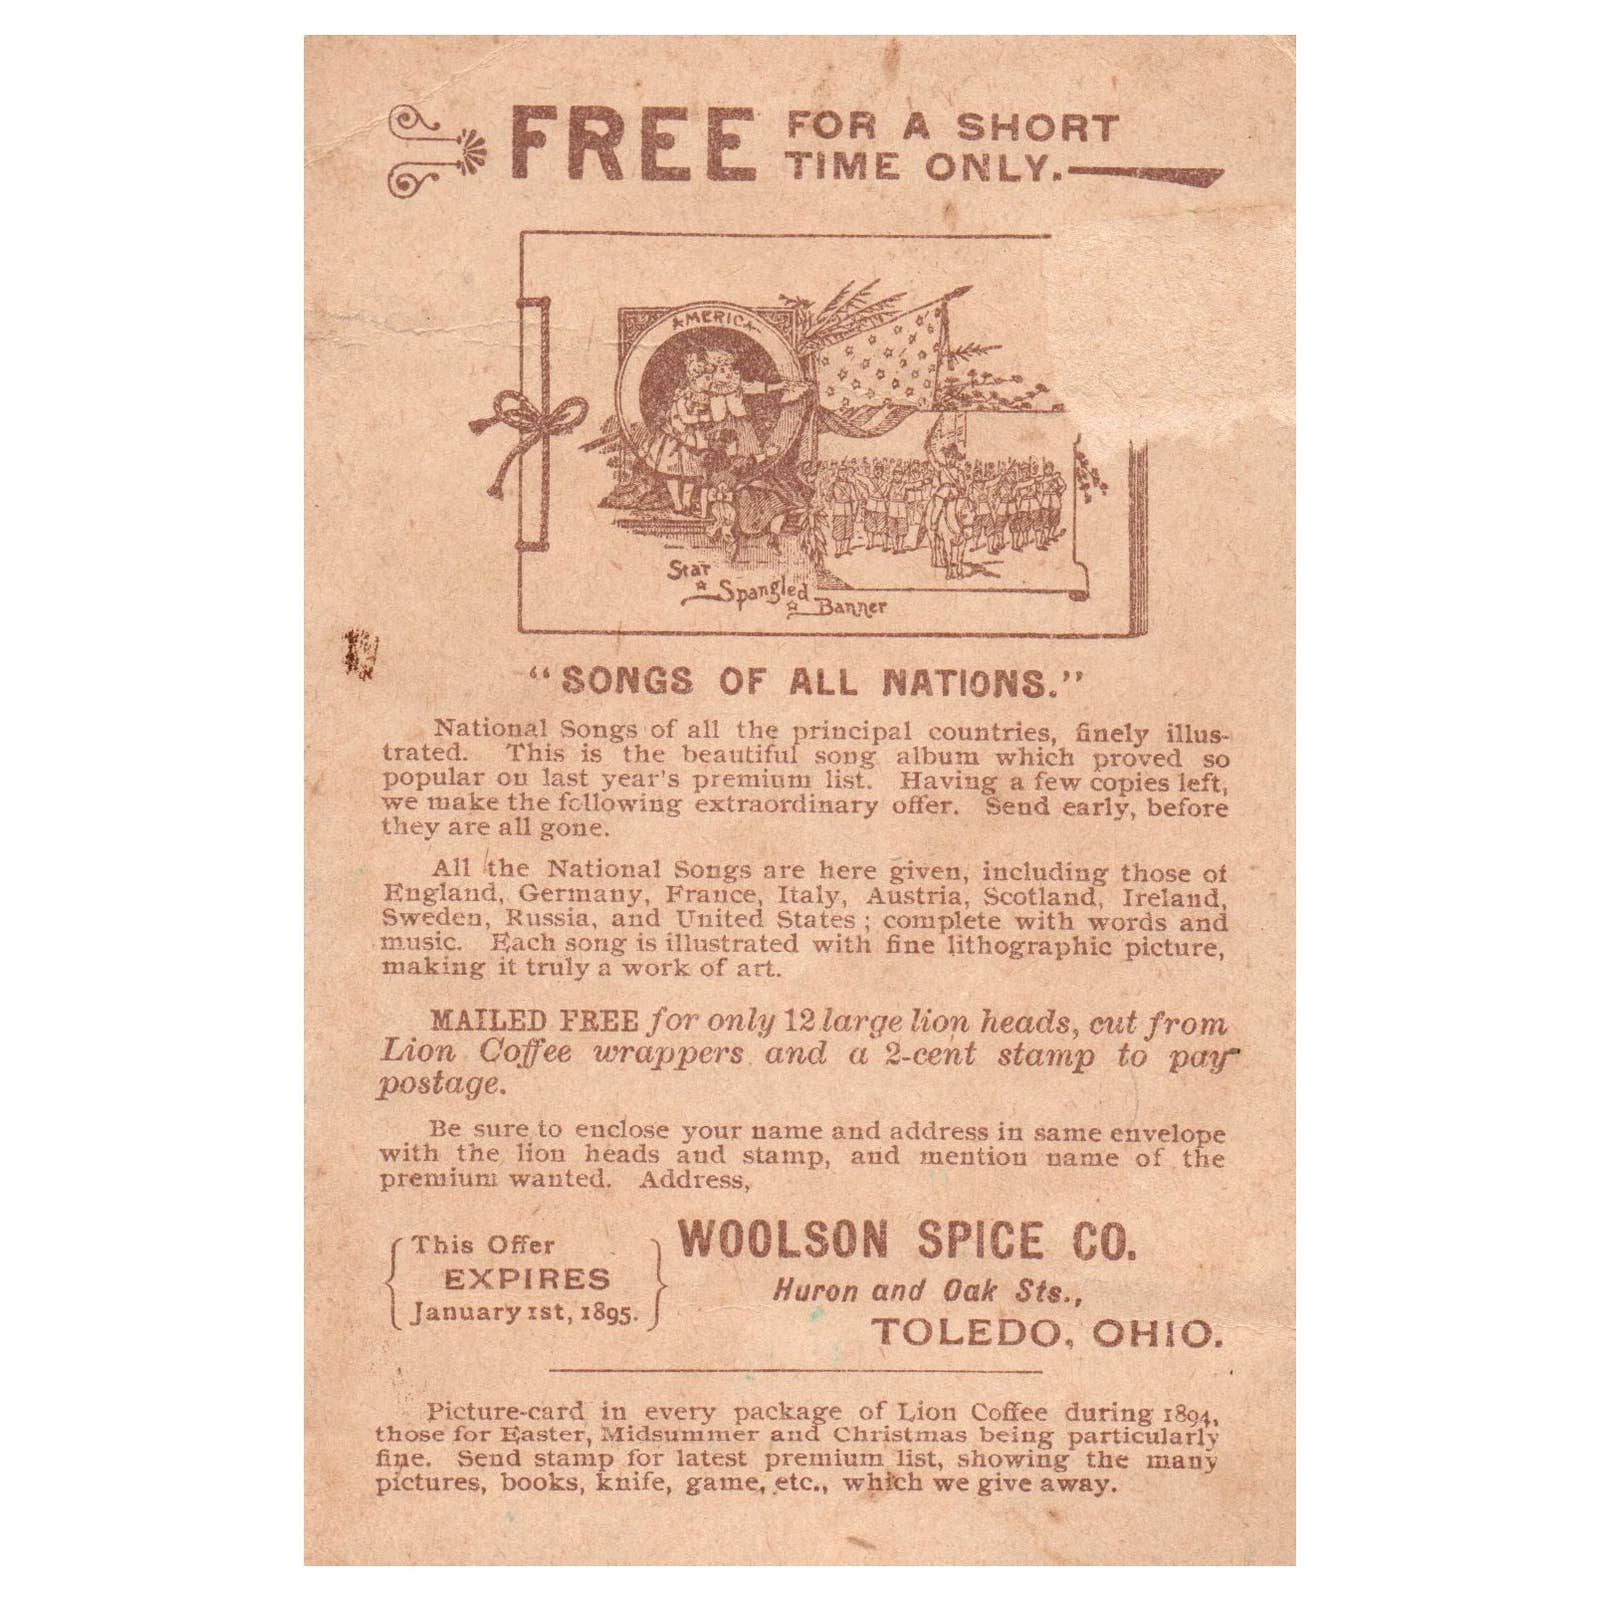 FREE FOR A SHORT
TIME ONLY.
AMERICA
Star
Spangled
Banner
"SONGS OF ALL NATIONS."
National Songs of all the principal countries, finely illus-
trated. This is the beautiful song album which proved so
popular on last year's premium list. Having a few copies left,
we make the following extraordinary offer. Send early, before
they are all gone.
All the National Songs are here given, including those of
England, Germany, France, Italy, Austria, Scotland, Ireland,
Sweden, Russia, and United States; complete with words and
music. Each song is illustrated with fine lithographic picture,
making it truly a work of art.
MAILED FREE for only 12 large lion heads, cut from
Lion Coffee wrappers and a 2-cent stamp to pay
postage.
Be sure to enclose your name and address in same envelope
with the lion heads and stamp, and mention name of the
premium wanted. Address,
This Offer
EXPIRES
January 1st, 1895.
WOOLSON SPICE CO.
Huron and Oak Sts.,
TOLEDO, OHIO.
Picture-card in every package of Lion Coffee during 1894,
those for Easter, Midsummer and Christmas being particularly
fine. Send stamp for latest premium list, showing the many
pictures, books, knife, game, etc., which we give away.